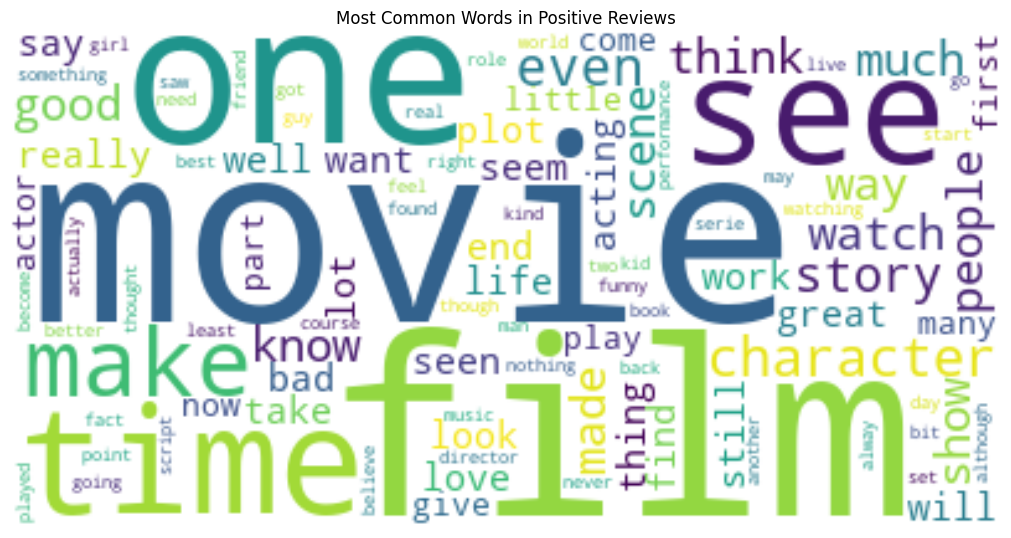 Most Common Words in Positive Reviews
say
girl
one
role
world
come
think
live
much
go
first
something
saw
need
friend
got
guy
real
even
see
good
little
scene
performance
start
really
best
well
want
right
plot
seem
acting
people
may
way
actor
actually
movie
part
lot
feel
found
kind
end
life
though
two
kid
funny
book
serie
watching
watch
work
story
great
many
become
thought
better
least
course
man
make
know
bad
seen
nothing
play
back
character
now
take
time
film
fact
point
going
script
played
believe
music
look
director
love
give
never
made
thing
find
still
another
alway
day
bit
set
show
although
will